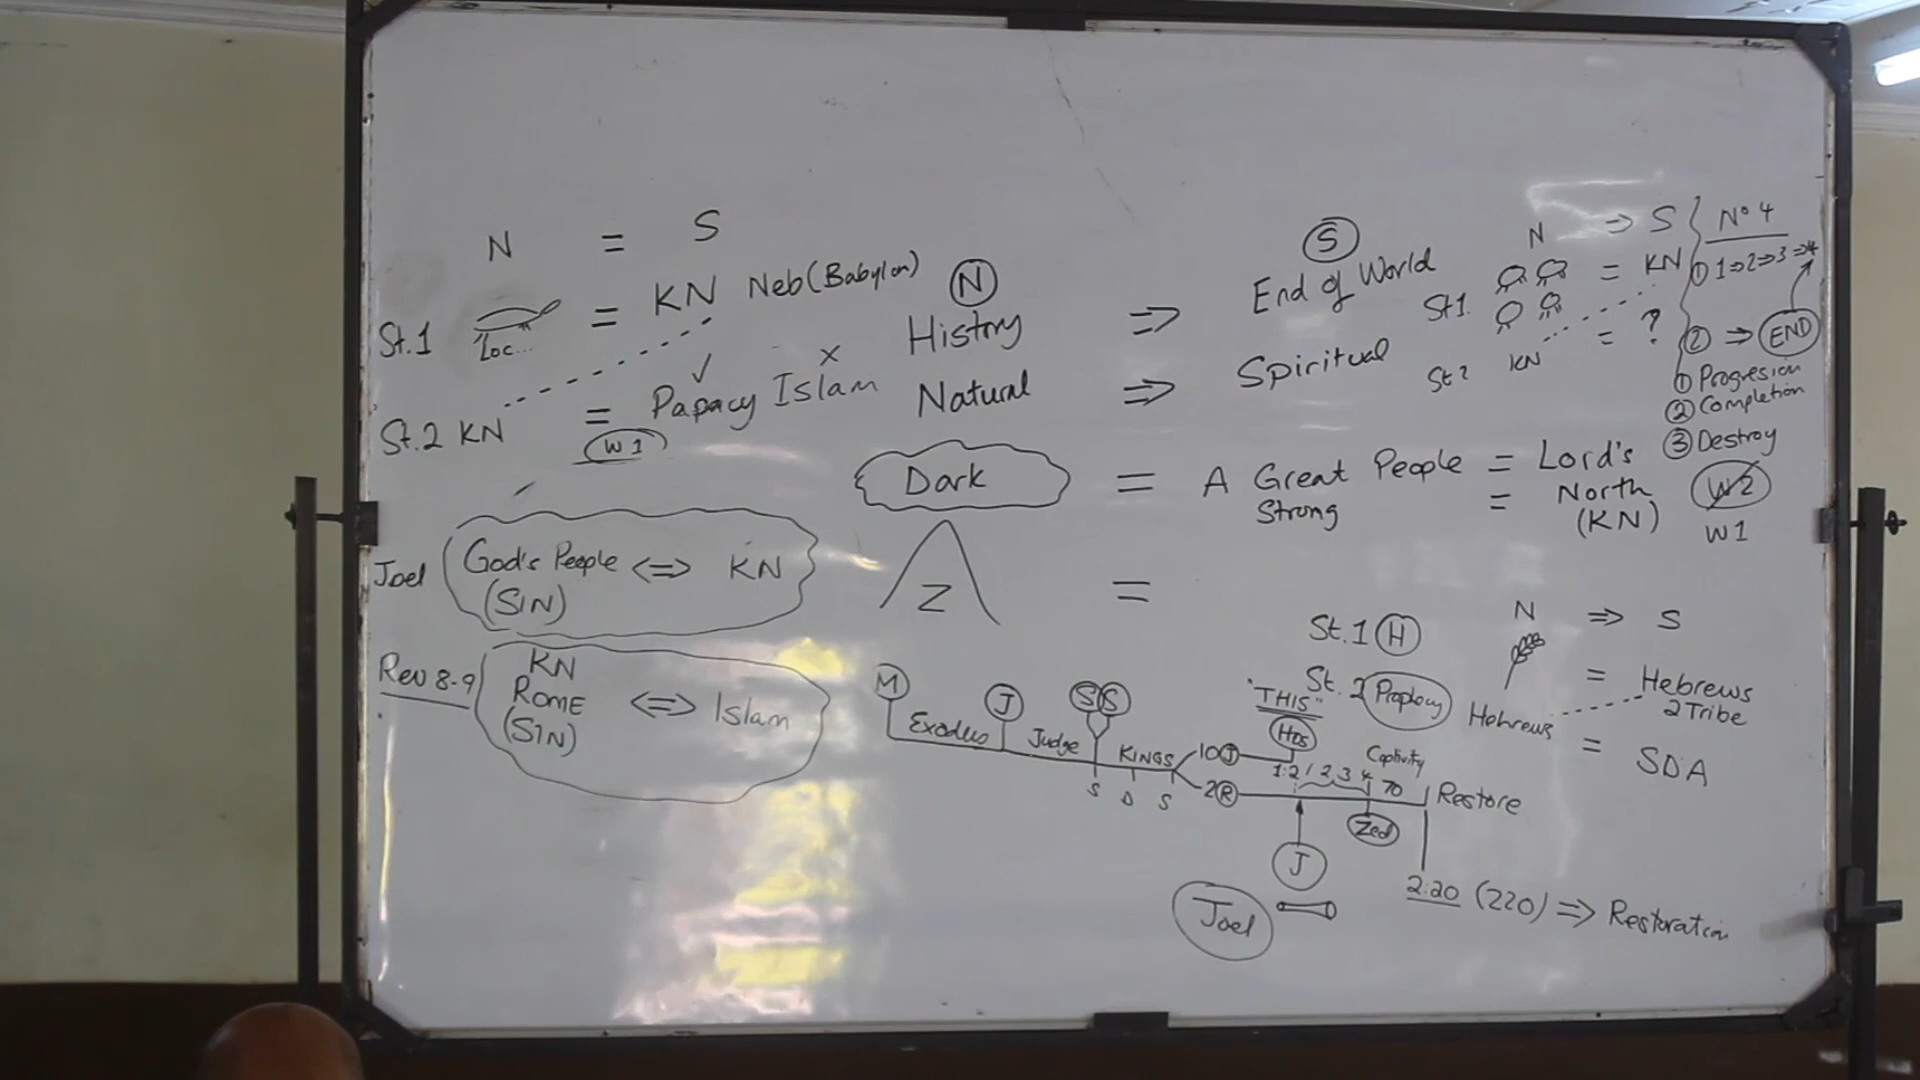 N = S
St.1 Loc... = KN Neb (Babylon)
St.2 KN = Papacy ✓ Islam ×
W1
N
History ⇒ End of World
S
Natural ⇒ Spiritual
N ⇒ S
St1. = KN
St2 KN = ?
Nº 4
① 1⇒2⇒3⇒4
② ⇒ END
① Progresion
② Completion
③ Destroy
W2
W1
Dark = A Great People = Lord's
Strong = North
(KN)
Z =
Joel God's People <=> KN
(SIN)
Rev 8-9 KN
ROME <=> Islam
(SIN)
N ⇒ S
St.1 H = Hebrews
2 Tribe
St.2 Prophecy Hebrews = SDA
M J S S
Exodus Judge KINGS
S D S
10 J
2 R
"THIS"
Hos
1:2 1 2 3 4 70
Captivity
Restore
Zed
J
Joel
2:20 (220) ⇒ Restoration